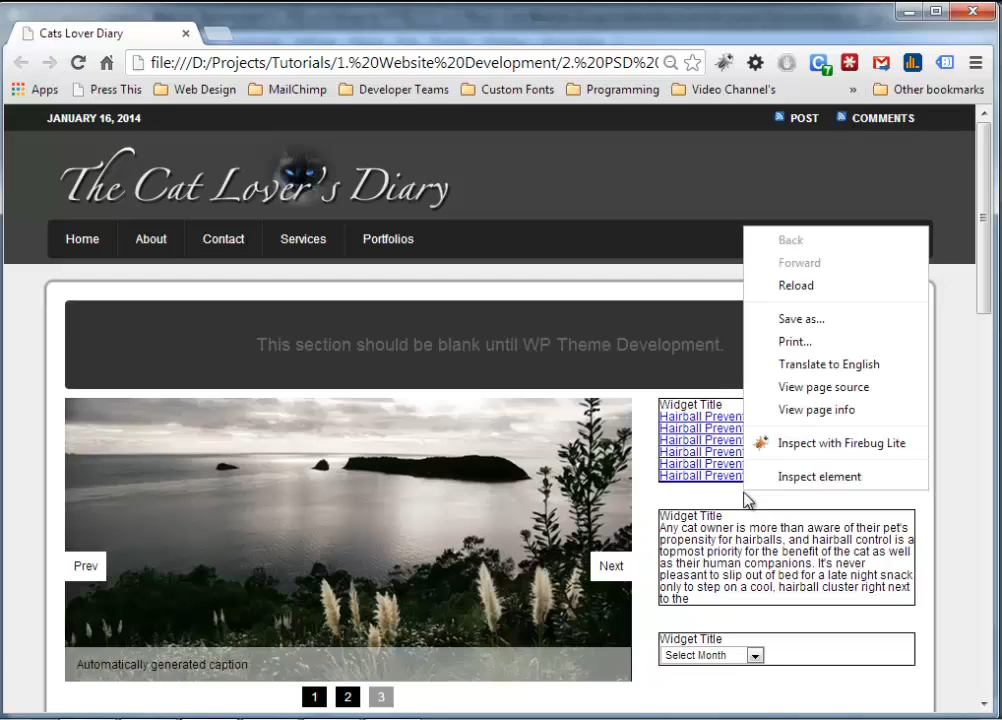 Cats Lover Diary
file:///D:/Projects/Tutorials/1.%20Website%20Development/2.%20PSD%20
Apps Press This Web Design MailChimp Developer Teams Custom Fonts Programming Video Channel's » Other bookmarks
JANUARY 16, 2014 POST COMMENTS
The Cat Lover's Diary
Home About Contact Services Portfolios
Back
Forward
Reload
Save as...
Print...
Translate to English
View page source
View page info
Inspect with Firebug Lite
Inspect element
This section should be blank until WP Theme Development.
Widget Title
Hairball Preven
Hairball Preven
Hairball Preven
Hairball Preven
Hairball Preven
Hairball Preven
Widget Title
Any cat owner is more than aware of their pet's
propensity for hairballs, and hairball control is a
topmost priority for the benefit of the cat as well
as their human companions. It's never
pleasant to slip out of bed for a late night snack
only to step on a cool, hairball cluster right next
to the
Widget Title
Select Month
Prev Next
Automatically generated caption
1 2 3